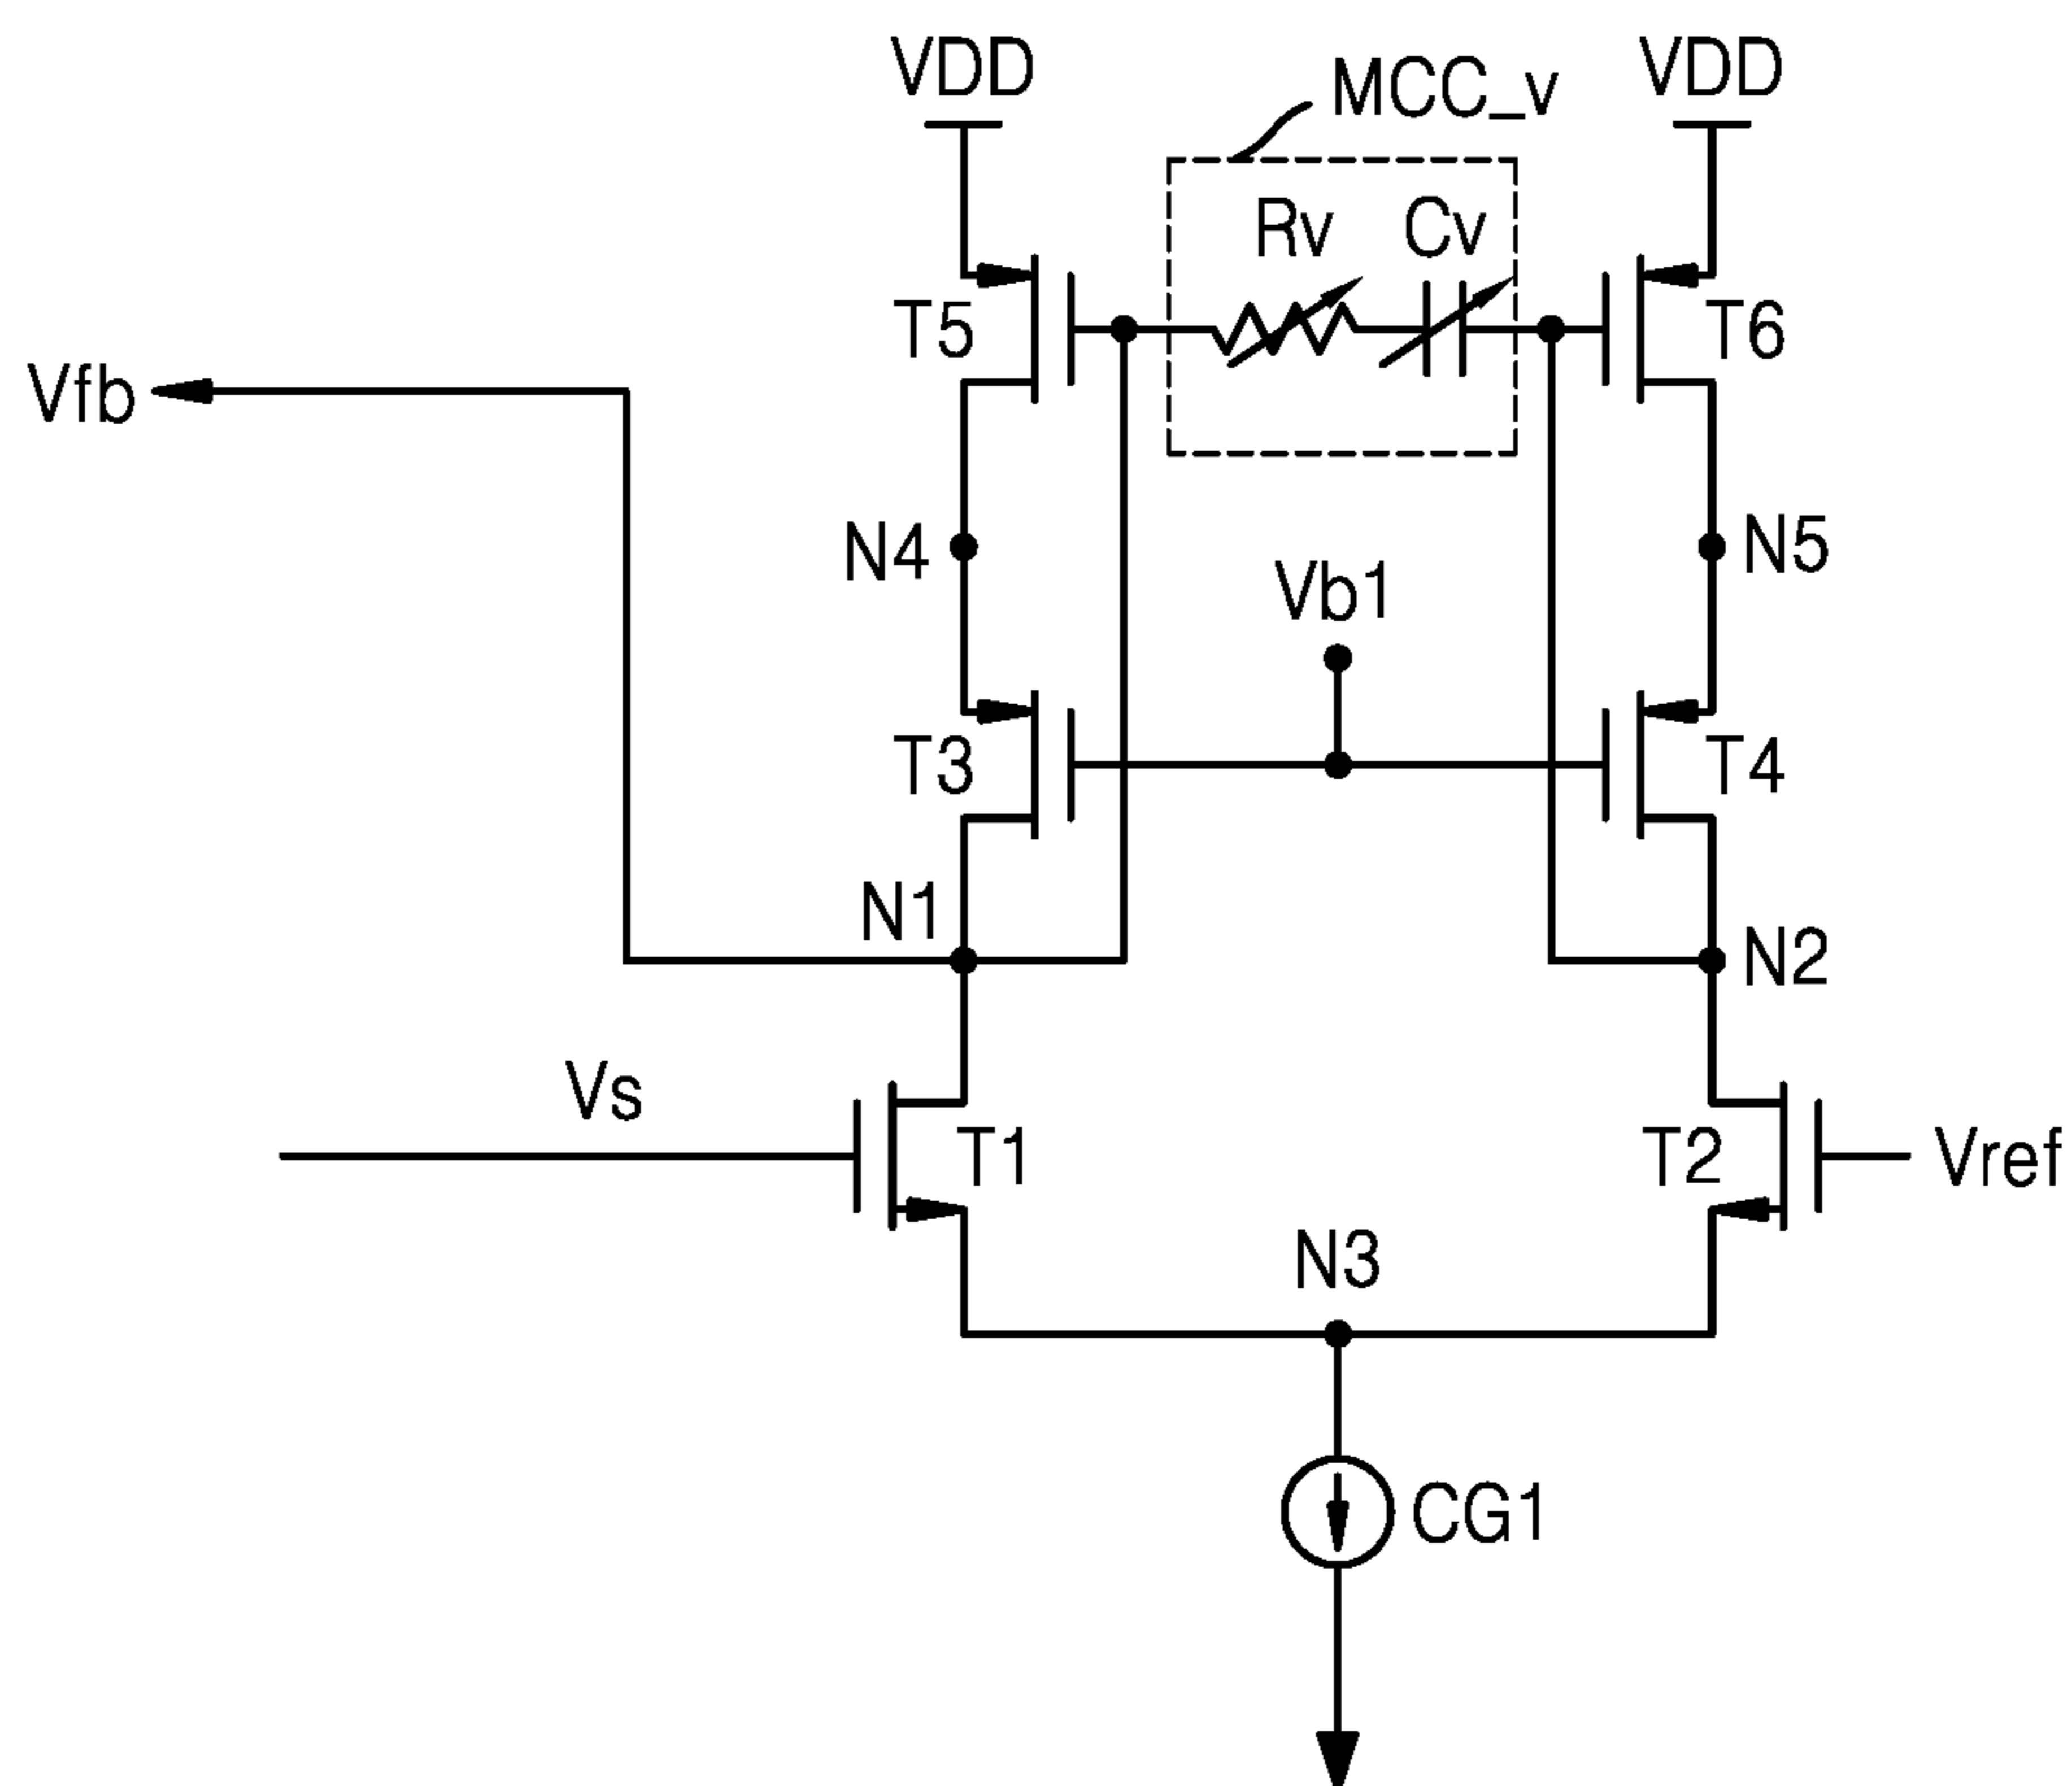 VDD
MCC_v
VDD
Rv
Cv
T5
T6
Vfb
N4
N5
Vb1
T3
T4
N1
N2
Vs
T1
T2
Vref
N3
CG1